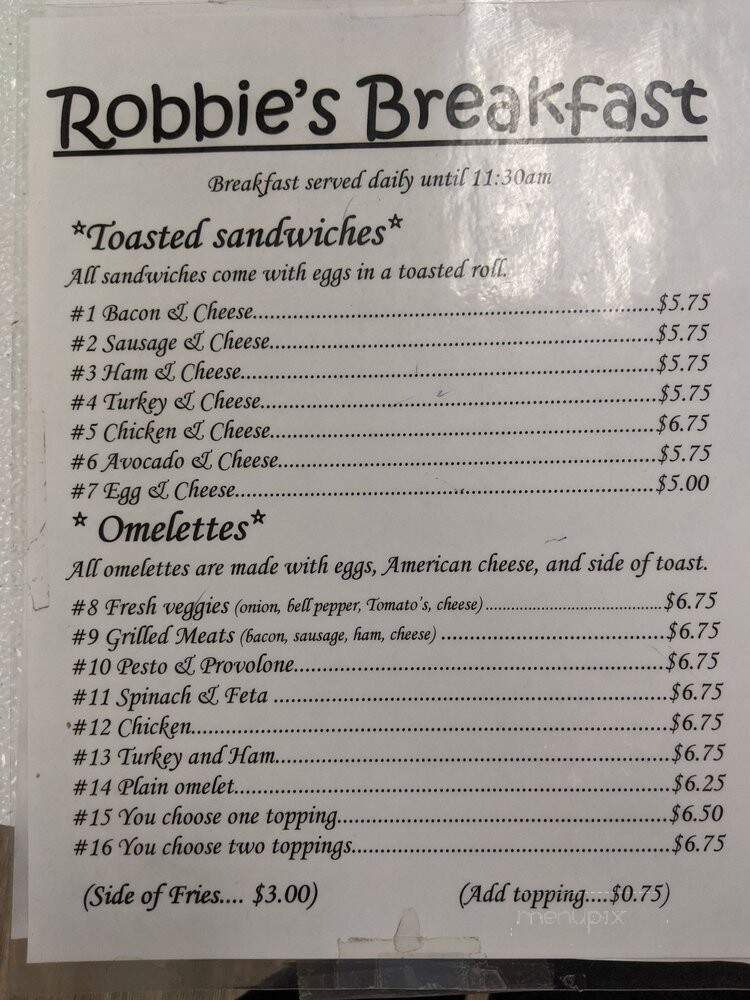 Robbie's Breakfast
Breakfast served daily until 11:30am
*Toasted sandwiches*
All sandwiches come with eggs in a toasted roll.
#1 Bacon & Cheese..........$5.75
#2 Sausage & Cheese..........$5.75
#3 Ham & Cheese..........$5.75
#4 Turkey & Cheese..........$5.75
#5 Chicken & Cheese..........$6.75
#6 Avocado & Cheese..........$5.75
#7 Egg & Cheese..........$5.00
* Omelettes*
All omelettes are made with eggs, American cheese, and side of toast.
#8 Fresh veggies (onion, bell pepper, Tomato's, cheese)..........$6.75
#9 Grilled Meats (bacon, sausage, ham, cheese) ..........$6.75
#10 Pesto & Provolone..........$6.75
#11 Spinach & Feta ..........$6.75
#12 Chicken..........$6.75
#13 Turkey and Ham..........$6.75
#14 Plain omelet..........$6.25
#15 You choose one topping..........$6.50
#16 You choose two toppings..........$6.75
(Side of Fries.... $3.00) (Add topping....$0.75)
menupix